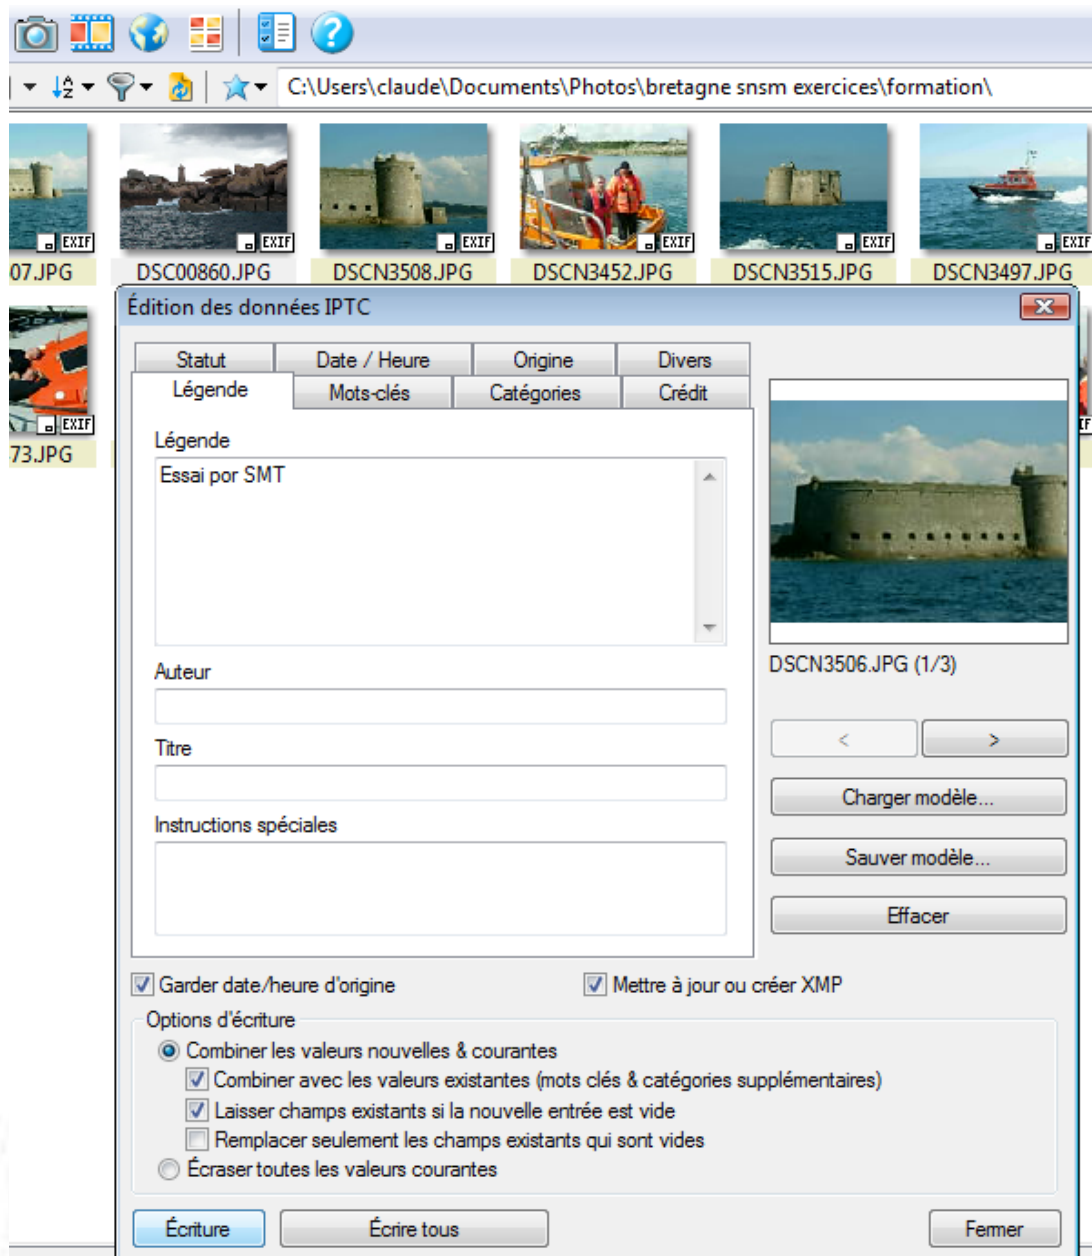 C:\Users\claude\Documents\Photos\bretagne snsm exercices\formation\
EXIF EXIF EXIF EXIF EXIF EXIF
07.JPG DSC00860.JPG DSCN3508.JPG DSCN3452.JPG DSCN3515.JPG DSCN3497.JPG
Édition des données IPTC
Statut Date / Heure Origine Divers
Légende Mots-clés Catégories Crédit
EXIF
73.JPG
Légende
Essai por SMT
DSCN3506.JPG (1/3)
Auteur
< >
Titre
Charger modèle...
Instructions spéciales
Sauver modèle...
Effacer
Garder date/heure d'origine Mettre à jour ou créer XMP
Options d'écriture
Combiner les valeurs nouvelles & courantes
Combiner avec les valeurs existantes (mots clés & catégories supplémentaires)
Laisser champs existants si la nouvelle entrée est vide
Remplacer seulement les champs existants qui sont vides
Écraser toutes les valeurs courantes
Écriture Écrire tous Fermer